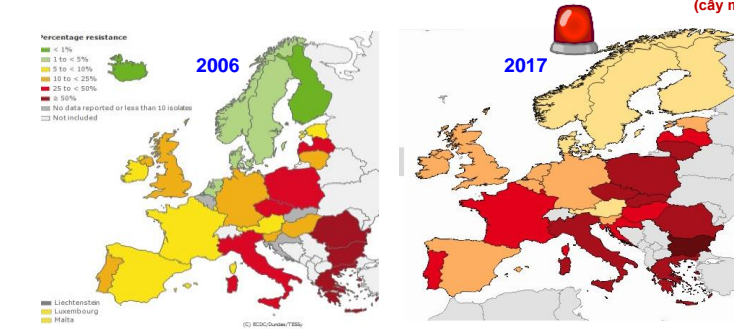 (cây n
Percentage resistance
< 1%
1 to < 5%
5 to < 10%
10 to < 25%
25 to < 50%
≥ 50%
No data reported or less than 10 isolates
Not included
2006
2017
Liechtenstein
Luxembourg
Malta
(C) ECDC/Dundas/TESSy